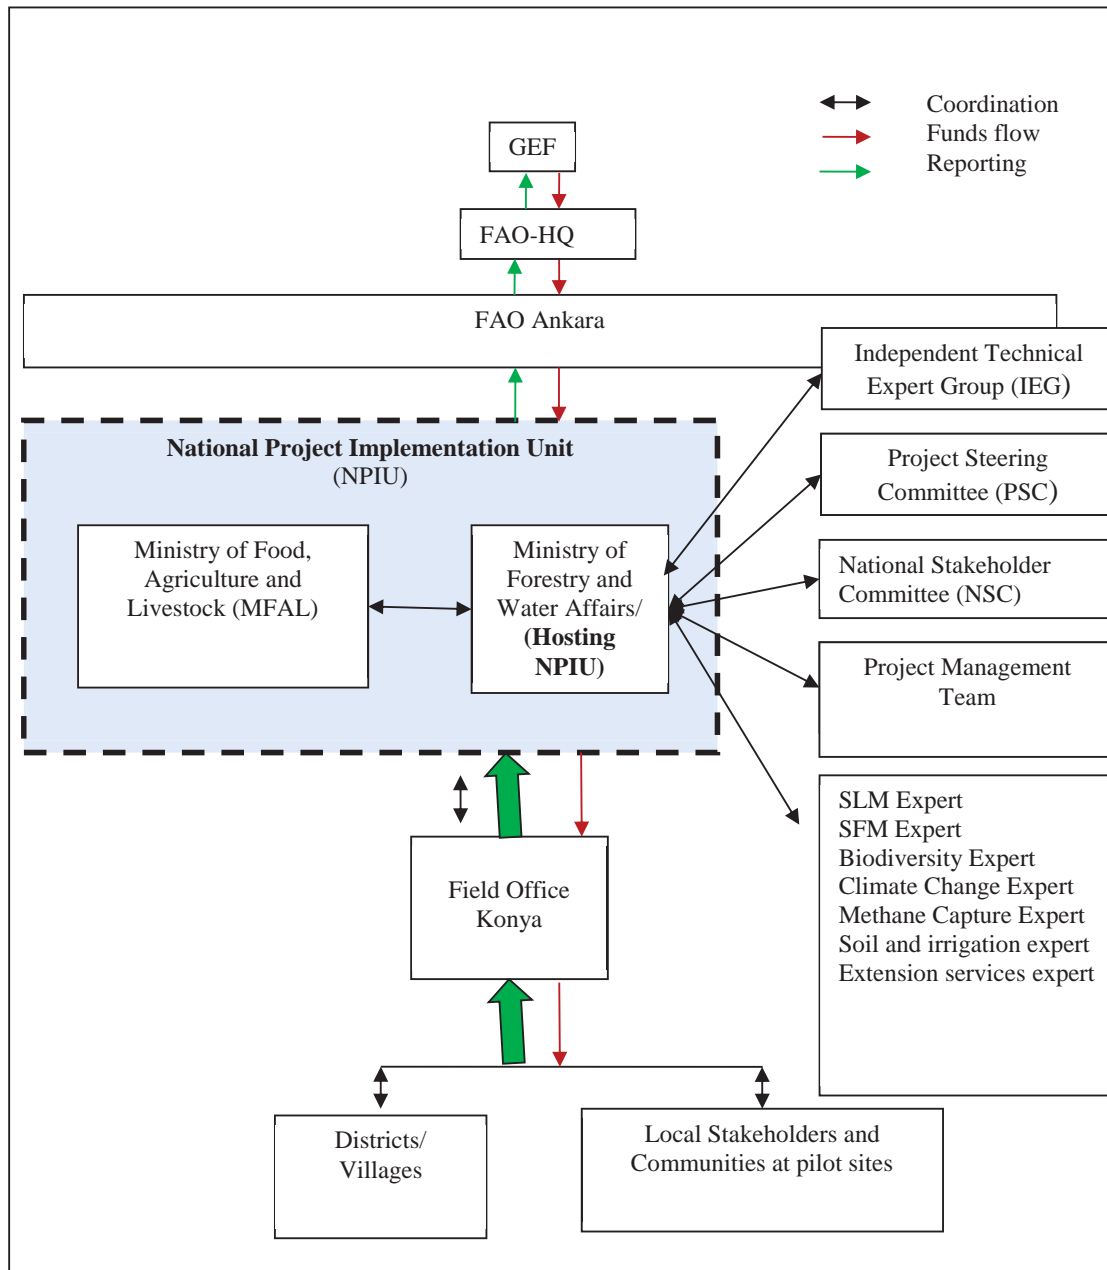 Coordination
Funds flow
Reporting
GEF
FAO-HQ
FAO Ankara
Independent Technical
Expert Group (IEG)
National Project Implementation Unit
(NPIU)
Project Steering
Committee (PSC)
Ministry of Food,
Agriculture and
Livestock (MFAL)
Ministry of
Forestry and
Water Affairs/
(Hosting
NPIU)
National Stakeholder
Committee (NSC)
Project Management
Team
SLM Expert
SFM Expert
Biodiversity Expert
Climate Change Expert
Methane Capture Expert
Soil and irrigation expert
Extension services expert
Field Office
Konya
Districts/
Villages
Local Stakeholders and
Communities at pilot sites